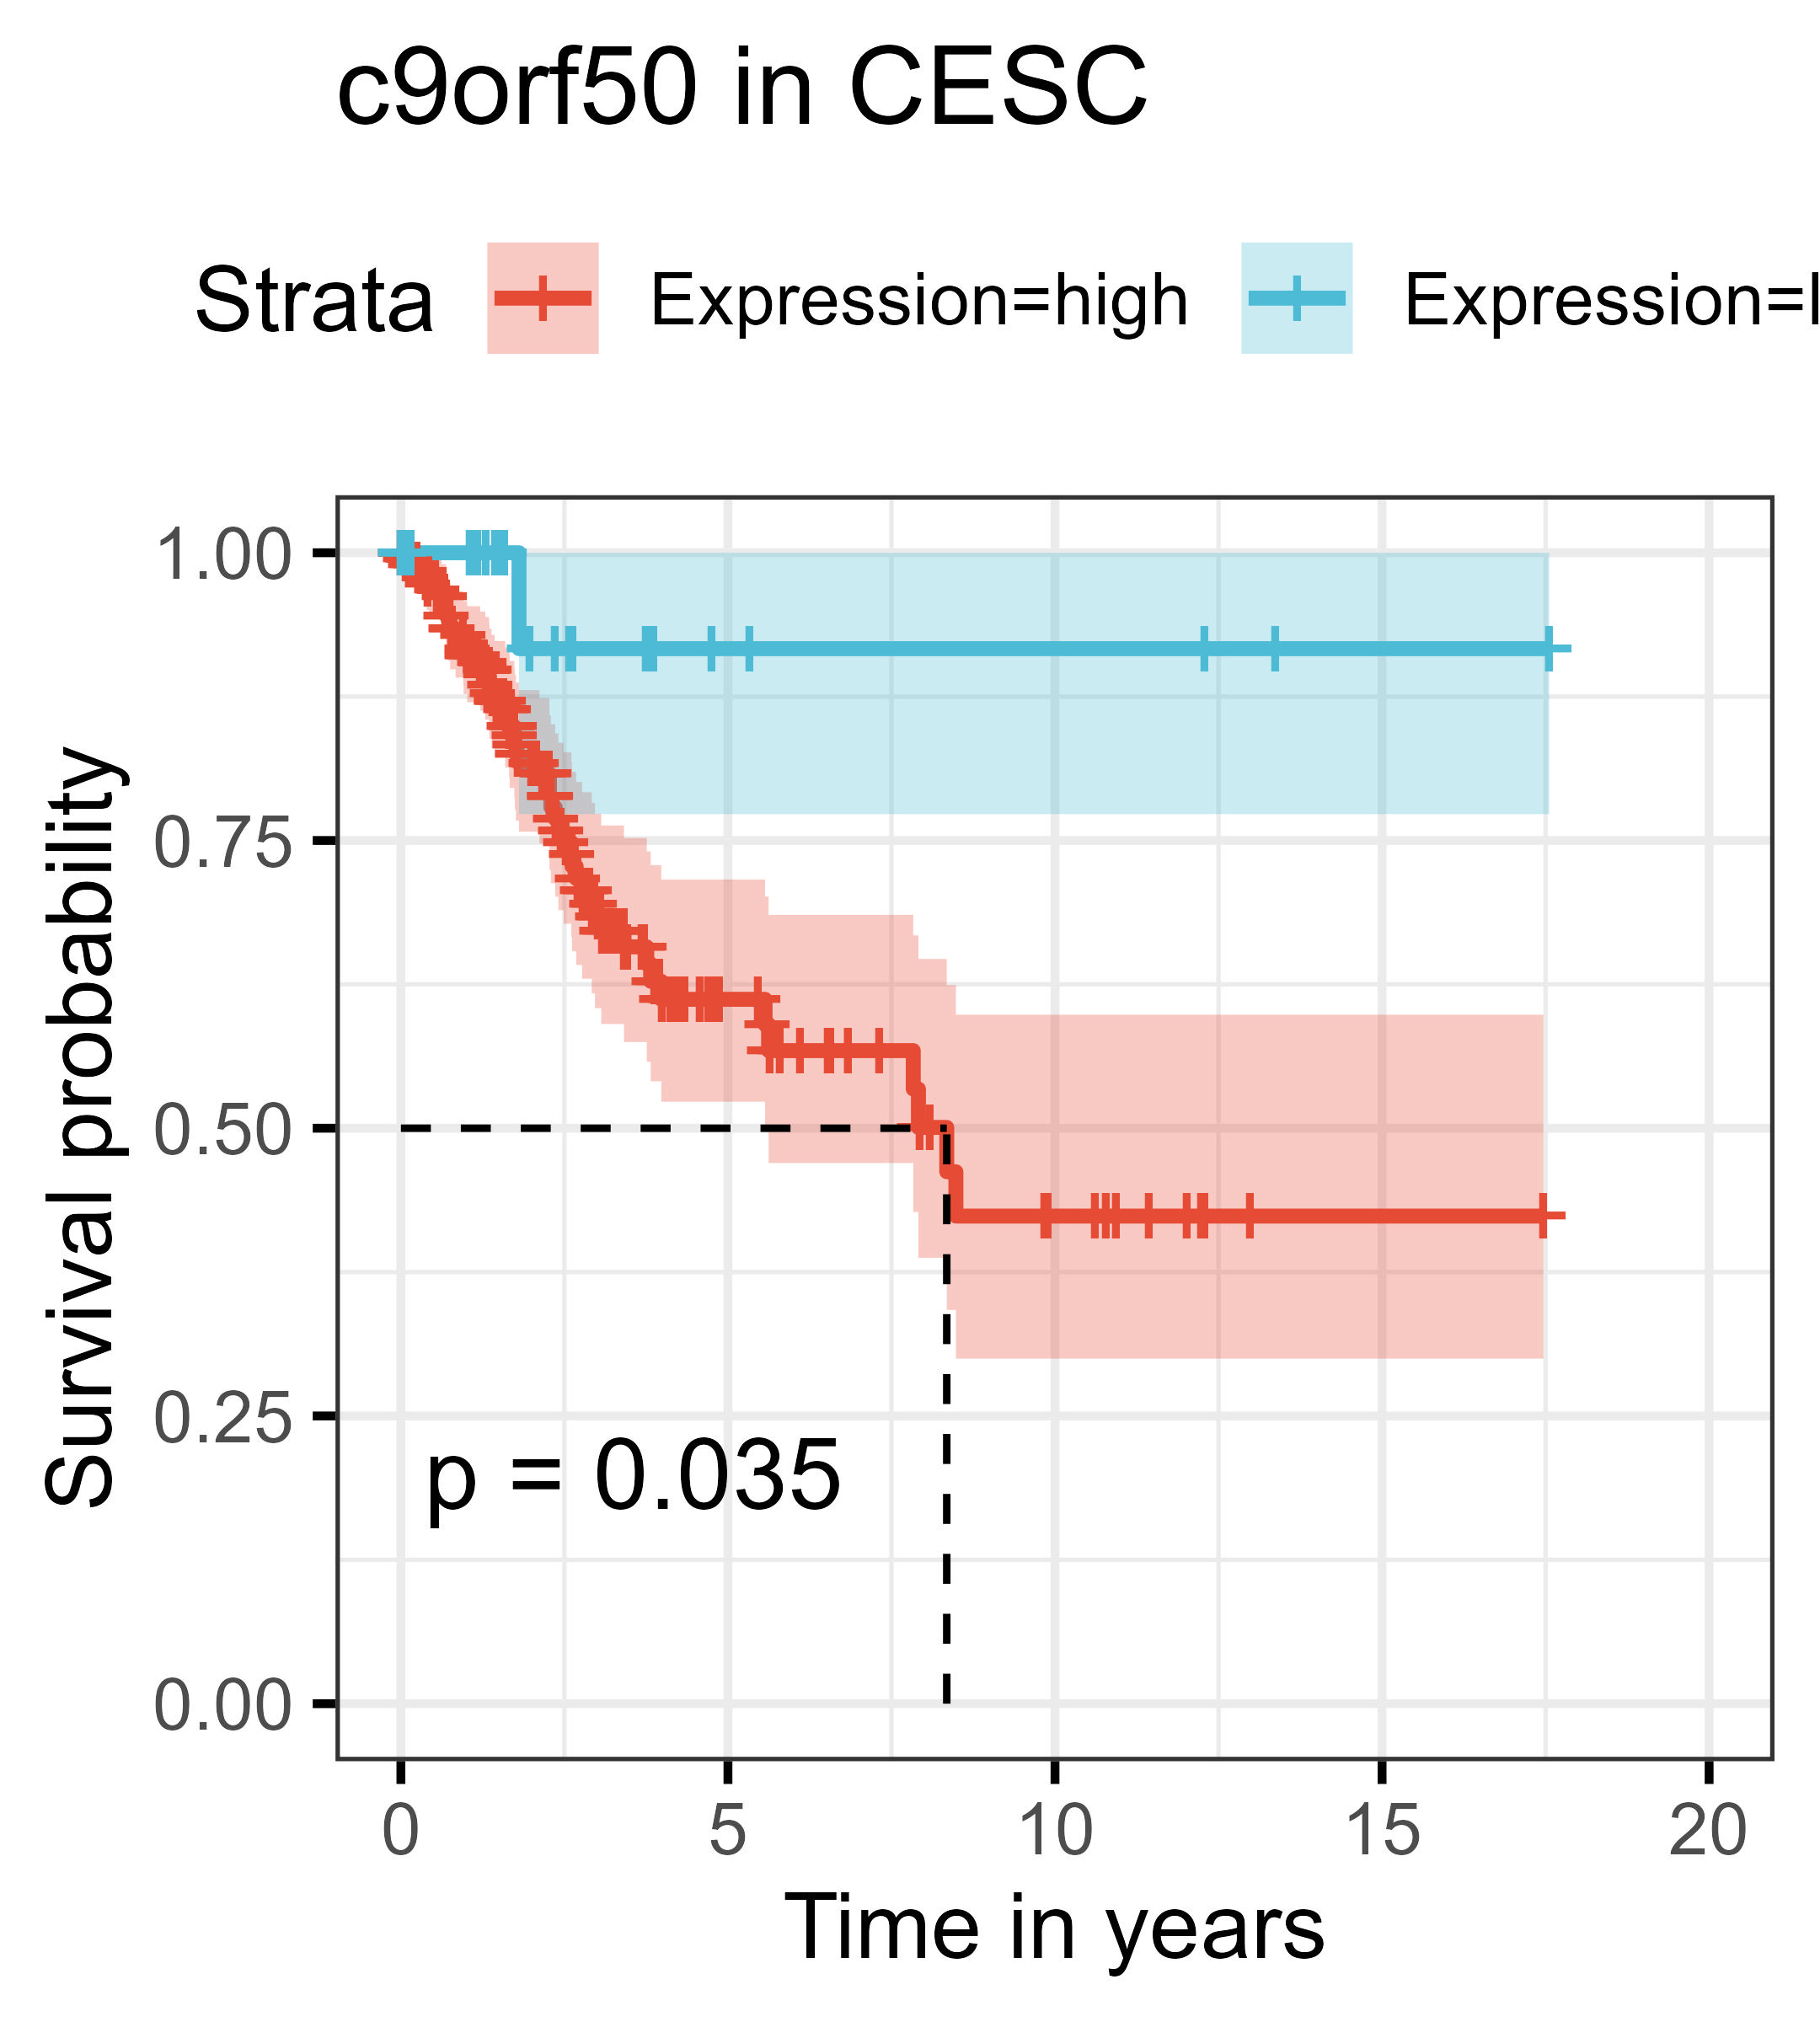 c9orf50 in CESC
Strata Expression=high Expression=l
Survival probability
1.00
0.75
0.50
0.25
0.00
p = 0.035
0 5 10 15 20
Time in years